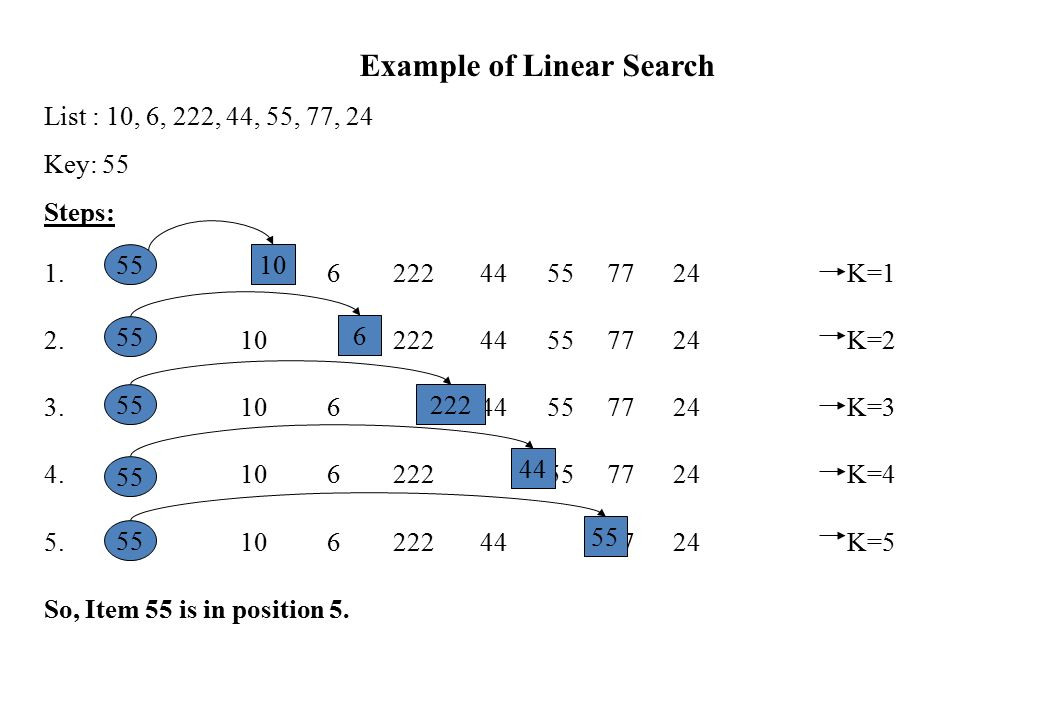 Example of Linear Search
List : 10, 6, 222, 44, 55, 77, 24
Key: 55
Steps:
1. 55 10 6 222 44 55 77 24 K=1
2. 55 10 6 222 44 55 77 24 K=2
3. 55 10 6 222 44 55 77 24 K=3
4. 55 10 6 222 44 55 77 24 K=4
5. 55 10 6 222 44 55 7 24 K=5
So, Item 55 is in position 5.